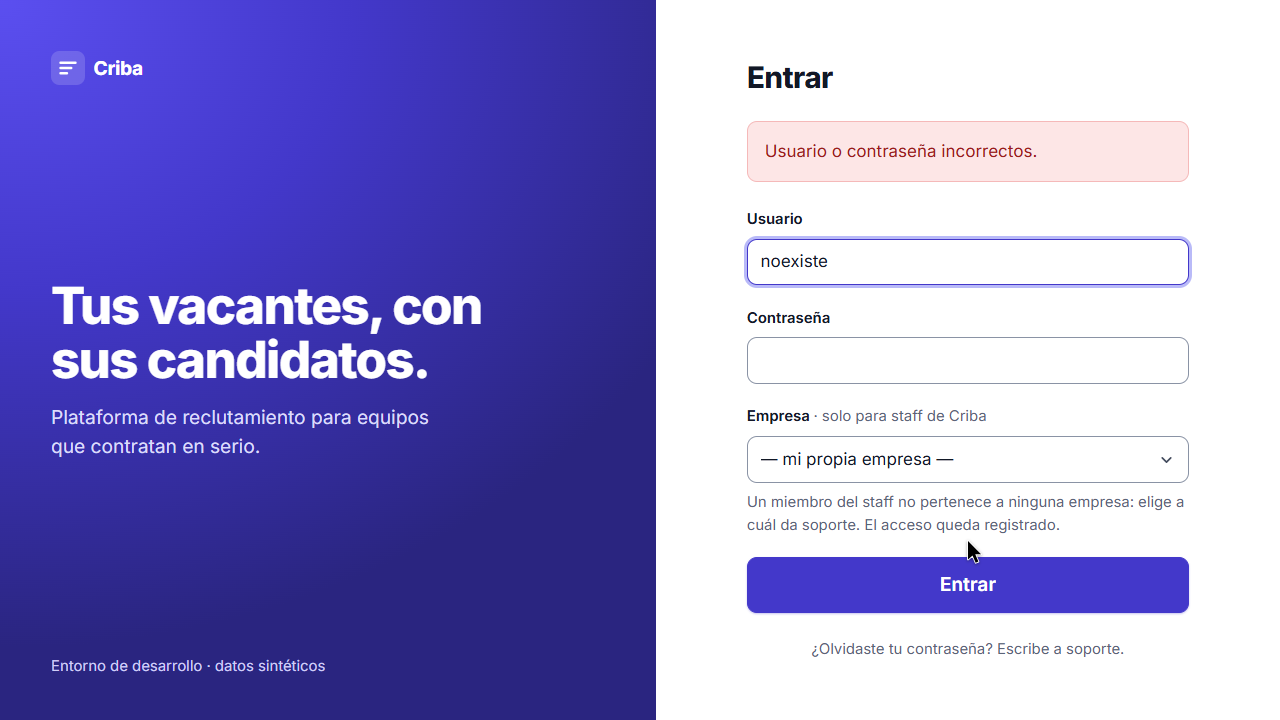 Criba
Tus vacantes, con
sus candidatos.
Plataforma de reclutamiento para equipos
que contratan en serio.
Entorno de desarrollo · datos sintéticos
Entrar
Usuario o contraseña incorrectos.
Usuario
noexiste
Contraseña
Empresa · solo para staff de Criba
— mi propia empresa —
Un miembro del staff no pertenece a ninguna empresa: elige a
cuál da soporte. El acceso queda registrado.
Entrar
¿Olvidaste tu contraseña? Escribe a soporte.